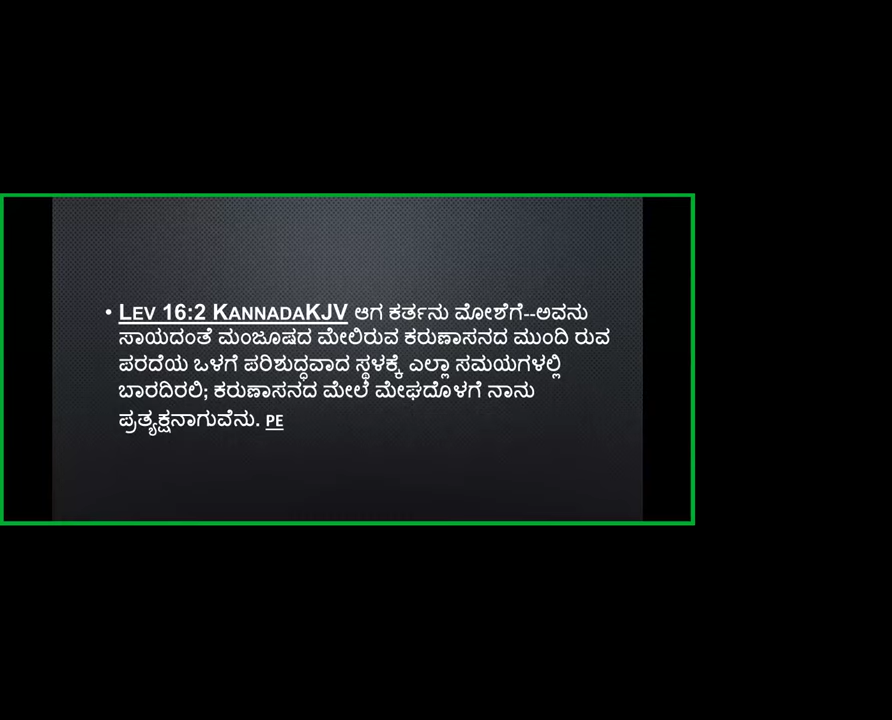 • LEV 16:2 KANNADAKJV ಆಗ ಕರ್ತನು ಮೋಶೆಗೆ--ಅವನು
ಸಾಯದಂತೆ ಮಂಜೂಷದ ಮೇಲಿರುವ ಕರುಣಾಸನದ ಮುಂದಿ ರುವ
ಪರದೆಯ ಒಳಗೆ ಪರಿಶುದ್ಧವಾದ ಸ್ಥಳಕ್ಕೆ ಎಲ್ಲಾ ಸಮಯಗಳಲ್ಲಿ
ಬಾರದಿರಲಿ; ಕರುಣಾಸನದ ಮೇಲೆ ಮೇಘದೊಳಗೆ ನಾನು
ಪ್ರತ್ಯಕ್ಷನಾಗುವೆನು. PE